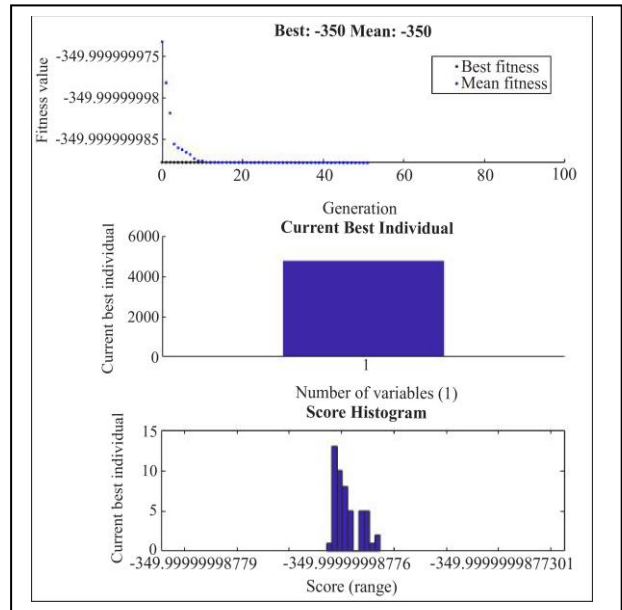 Best: -350 Mean: -350
Fitness value
-349.999999975
-349.99999998
-349.999999985
Best fitness
Mean fitness
0 20 40 60 80 100
Generation
Current Best Individual
Current best individual
6000
4000
2000
0
1
Number of variables (1)
Score Histogram
Current best individual
15
10
5
0
-349.99999998779 -349.999999998776 -349.9999999877301
Score (range)